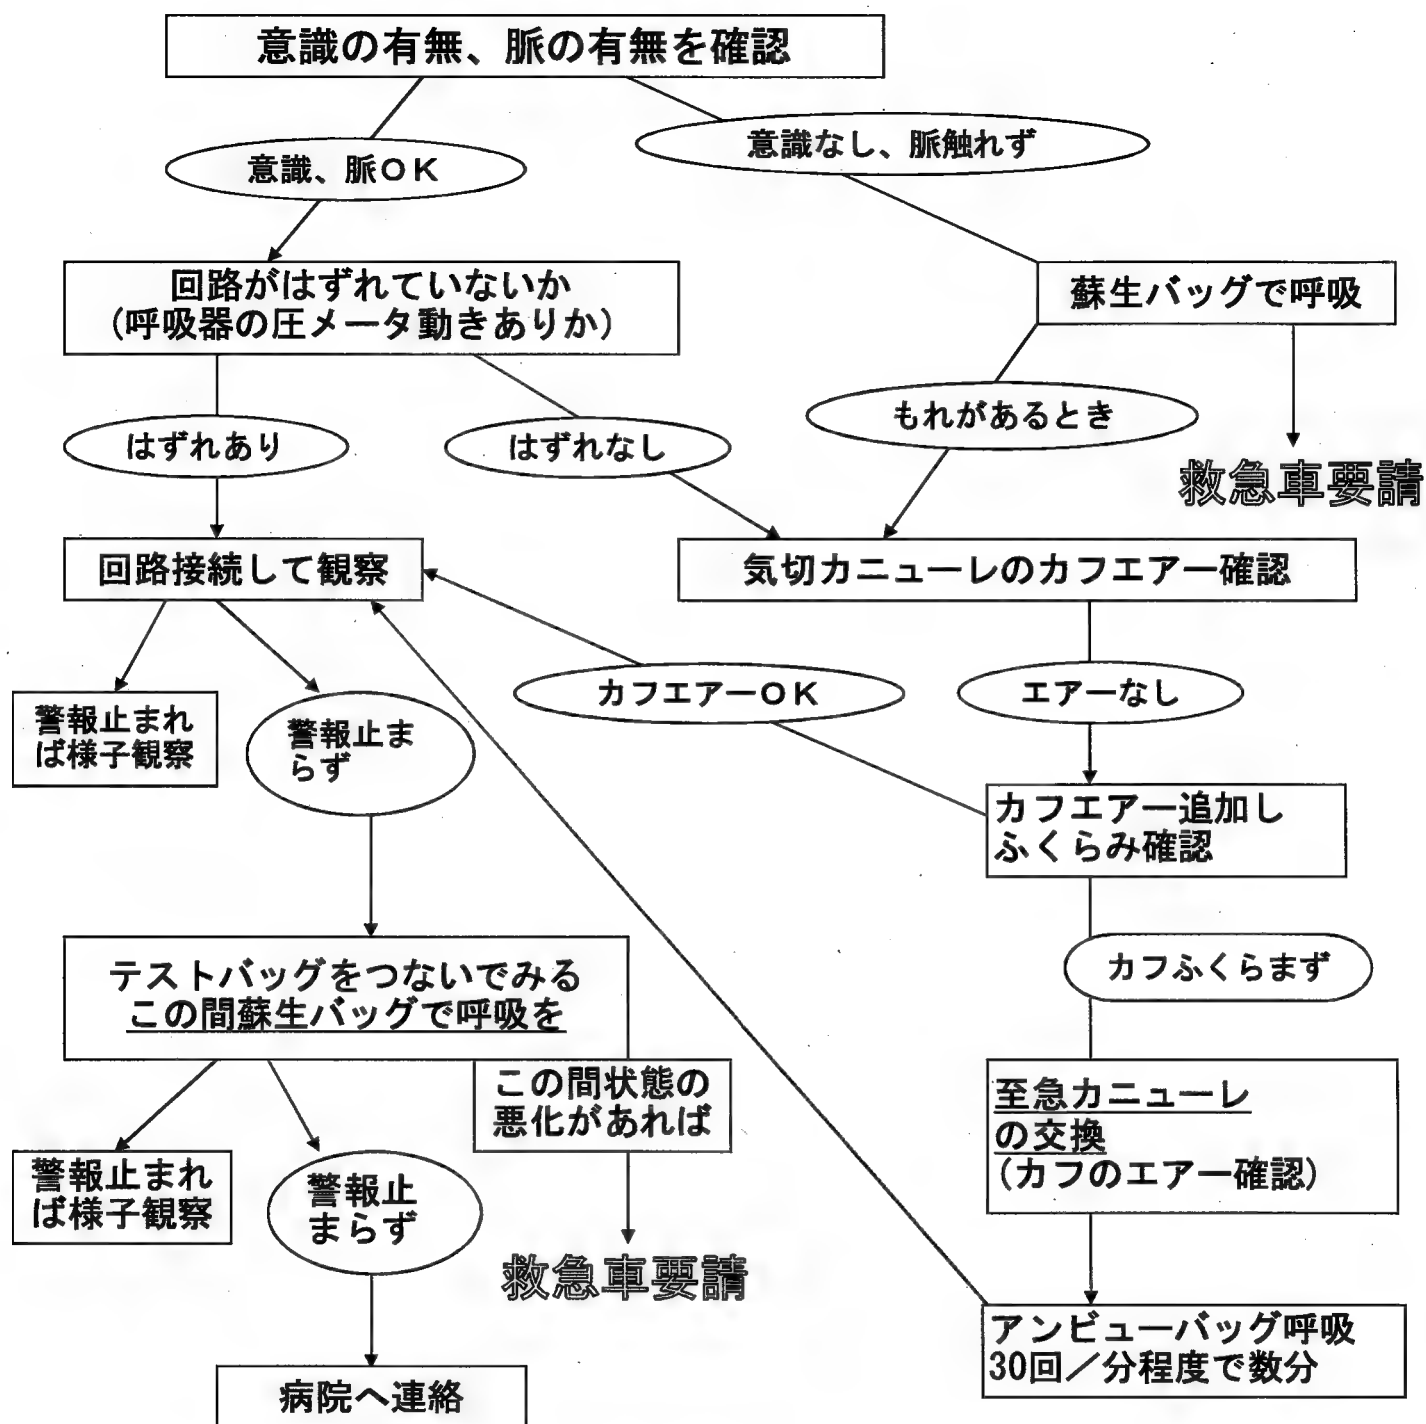 意識の有無、脈の有無を確認
意識、脈OK
意識なし、脈触れず
回路がはずれていないか
(呼吸器の圧メータ動きありか)
蘇生バッグで呼吸
はずれあり
はずれなし
もれがあるとき
救急車要請
回路接続して観察
気切カニューレのカフエアー確認
カフエアーOK
エアーなし
警報止まれ
ば様子観察
警報止ま
らず
カフエアー追加し
ふくらみ確認
テストバッグをつないでみる
この間蘇生バッグで呼吸を
カフふくらまず
この間状態の
悪化があれば
至急カニューレ
の交換
(カフのエアー確認)
警報止まれ
ば様子観察
警報止
まらず
救急車要請
アンビューバッグ呼吸
30回/分程度で数分
病院へ連絡